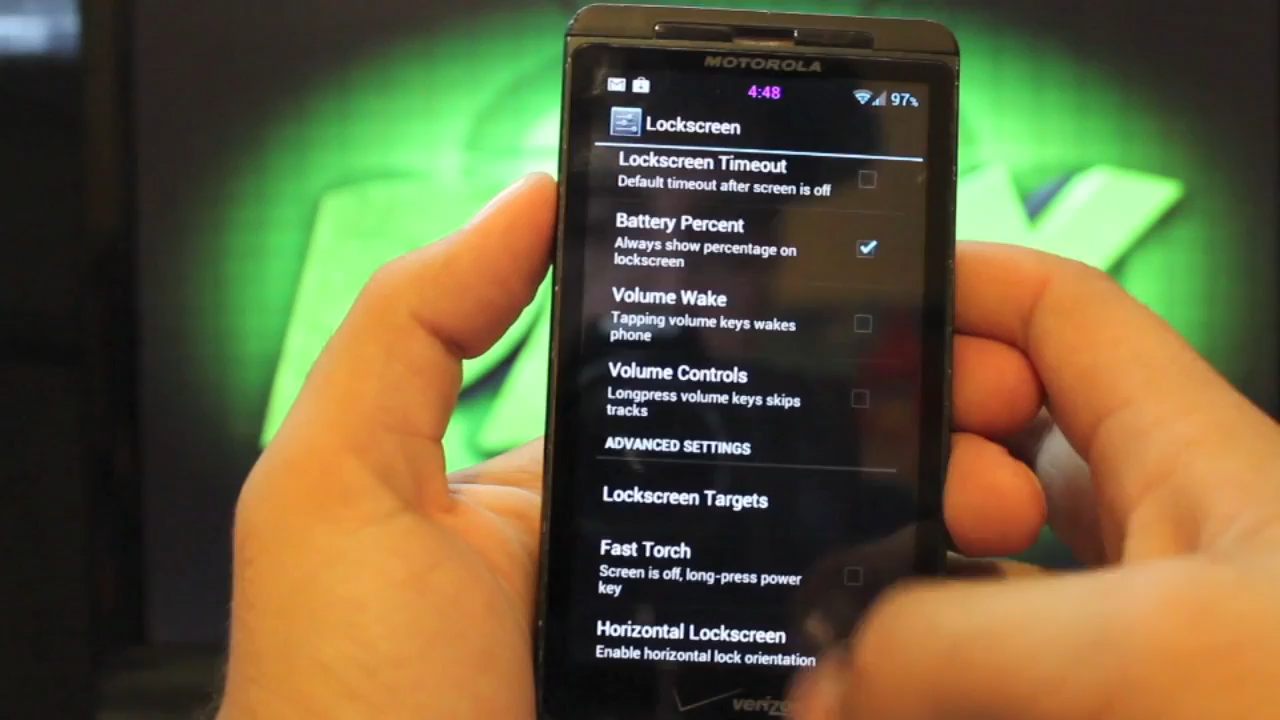 MOTOROLA
4:48
97%
Lockscreen
Lockscreen Timeout
Default timeout after screen is off
Battery Percent
Always show percentage on
lockscreen
Volume Wake
Tapping volume keys wakes
phone
Volume Controls
Longpress volume keys skips
tracks
ADVANCED SETTINGS
Lockscreen Targets
Fast Torch
Screen is off, long-press power
key
Horizontal Lockscreen
Enable horizontal lock orientation